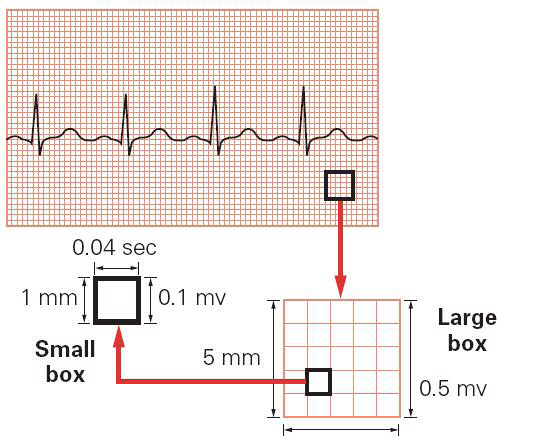 0.04 sec
1 mm
0.1 mv
Small
box
5 mm
Large
box
0.5 mv